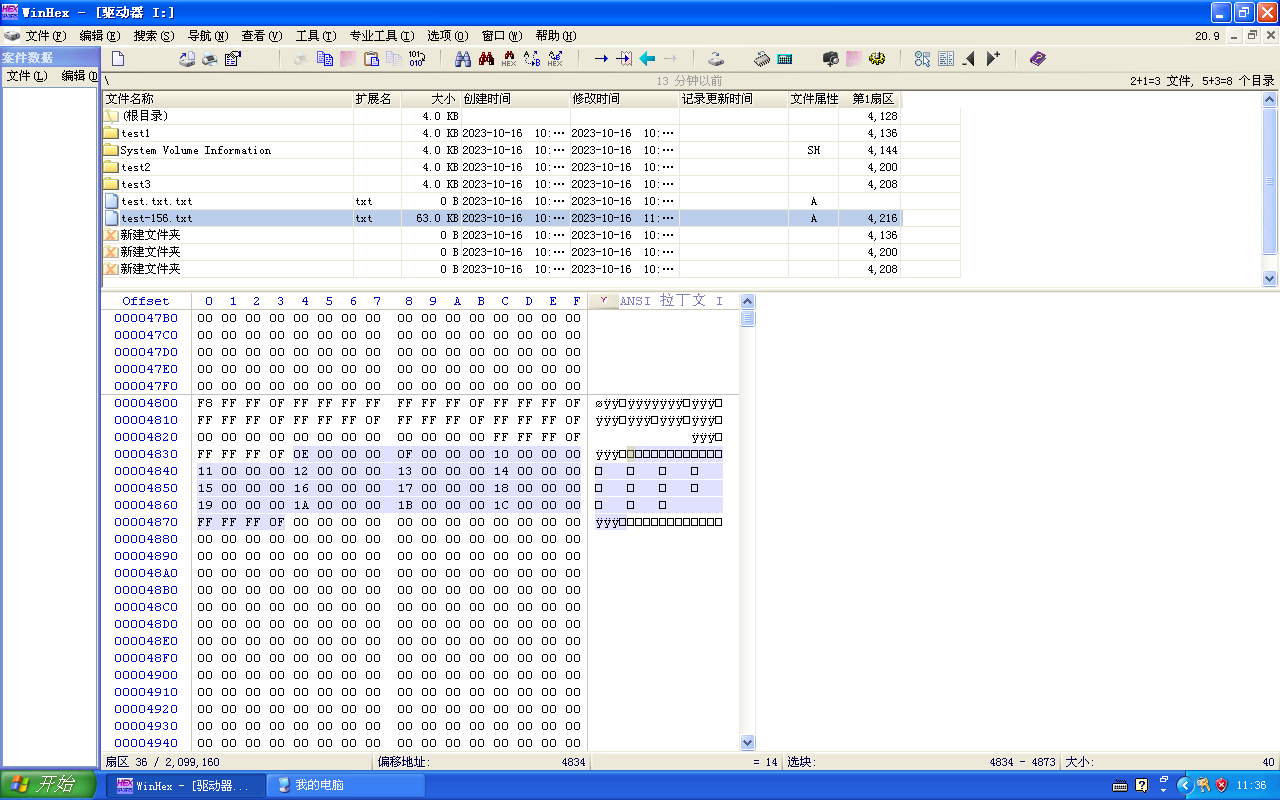 WinHex - [驱动器 I:]
文件(F) 编辑(E) 搜索(S) 导航(N) 查看(V) 工具(T) 专业工具(I) 选项(O) 窗口(W) 帮助(H) 20.9
案件数据
文件(L) 编辑(D
\ 13 分钟以前 2+1=3 文件, 5+3=8 个目录
文件名称 扩展名 大小 创建时间 修改时间 记录更新时间 文件属性 第1扇区
(根目录) 4.0 KB 4,128
test1 4.0 KB 2023-10-16 10:… 2023-10-16 10:… 4,136
System Volume Information 4.0 KB 2023-10-16 10:… 2023-10-16 10:… SH 4,144
test2 4.0 KB 2023-10-16 10:… 2023-10-16 10:… 4,200
test3 4.0 KB 2023-10-16 10:… 2023-10-16 10:… 4,208
test.txt.txt txt 0 B 2023-10-16 10:… 2023-10-16 10:… A
test-156.txt txt 63.0 KB 2023-10-16 10:… 2023-10-16 11:… A 4,216
新建文件夹 0 B 2023-10-16 10:… 2023-10-16 10:… 4,136
新建文件夹 0 B 2023-10-16 10:… 2023-10-16 10:… 4,200
新建文件夹 0 B 2023-10-16 10:… 2023-10-16 10:… 4,208
Offset 0 1 2 3 4 5 6 7 8 9 A B C D E F ANSI 拉丁文 I
000047B0 00 00 00 00 00 00 00 00 00 00 00 00 00 00 00 00
000047C0 00 00 00 00 00 00 00 00 00 00 00 00 00 00 00 00
000047D0 00 00 00 00 00 00 00 00 00 00 00 00 00 00 00 00
000047E0 00 00 00 00 00 00 00 00 00 00 00 00 00 00 00 00
000047F0 00 00 00 00 00 00 00 00 00 00 00 00 00 00 00 00
00004800 F8 FF FF 0F FF FF FF FF FF FF FF 0F FF FF FF 0F øÿÿ□ÿÿÿÿÿÿÿ□ÿÿÿ□
00004810 FF FF FF 0F FF FF FF 0F FF FF FF 0F FF FF FF 0F ÿÿÿ□ÿÿÿ□ÿÿÿ□ÿÿÿ□
00004820 00 00 00 00 00 00 00 00 00 00 00 00 FF FF FF 0F ÿÿÿ□
00004830 FF FF FF 0F 0E 00 00 00 0F 00 00 00 10 00 00 00 ÿÿÿ□□□□□□□□□□□□□
00004840 11 00 00 00 12 00 00 00 13 00 00 00 14 00 00 00 □ □ □ □
00004850 15 00 00 00 16 00 00 00 17 00 00 00 18 00 00 00 □ □ □ □
00004860 19 00 00 00 1A 00 00 00 1B 00 00 00 1C 00 00 00 □ □ □
00004870 FF FF FF 0F 00 00 00 00 00 00 00 00 00 00 00 00 ÿÿÿ□□□□□□□□□□□□□
00004880 00 00 00 00 00 00 00 00 00 00 00 00 00 00 00 00
00004890 00 00 00 00 00 00 00 00 00 00 00 00 00 00 00 00
000048A0 00 00 00 00 00 00 00 00 00 00 00 00 00 00 00 00
000048B0 00 00 00 00 00 00 00 00 00 00 00 00 00 00 00 00
000048C0 00 00 00 00 00 00 00 00 00 00 00 00 00 00 00 00
000048D0 00 00 00 00 00 00 00 00 00 00 00 00 00 00 00 00
000048E0 00 00 00 00 00 00 00 00 00 00 00 00 00 00 00 00
000048F0 00 00 00 00 00 00 00 00 00 00 00 00 00 00 00 00
00004900 00 00 00 00 00 00 00 00 00 00 00 00 00 00 00 00
00004910 00 00 00 00 00 00 00 00 00 00 00 00 00 00 00 00
00004920 00 00 00 00 00 00 00 00 00 00 00 00 00 00 00 00
00004930 00 00 00 00 00 00 00 00 00 00 00 00 00 00 00 00
00004940 00 00 00 00 00 00 00 00 00 00 00 00 00 00 00 00
扇区 36 / 2,099,160 偏移地址: 4834 = 14 选块: 4834 - 4873 大小: 40
开始 WinHex - [驱动器... 我的电脑 11:36